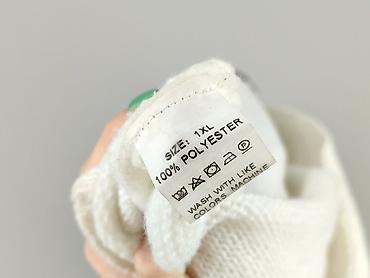 SIZE: 1XL
100% POLYESTER
WASH WITH LIKE
COLORS, MACHINE